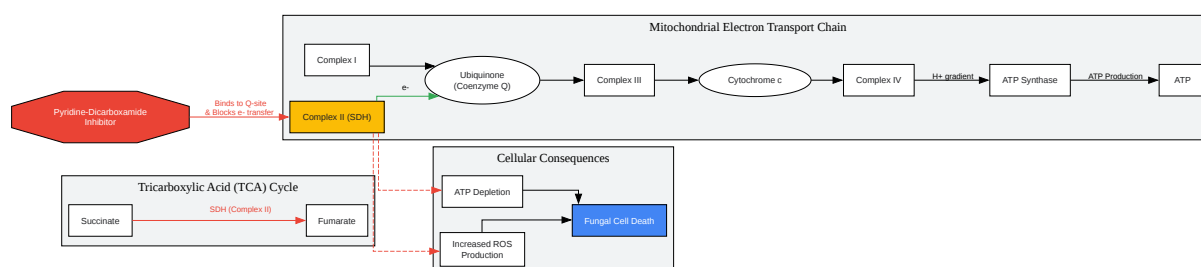 Mitochondrial Electron Transport Chain
Complex I
Ubiquinone
(Coenzyme Q)
Complex III
Cytochrome c
Complex IV
H+ gradient
ATP Synthase
ATP Production
ATP
e-
Pyridine-Dicarboxamide
Inhibitor
Binds to Q-site
& Blocks e- transfer
Complex II (SDH)
Tricarboxylic Acid (TCA) Cycle
Succinate
SDH (Complex II)
Fumarate
Cellular Consequences
ATP Depletion
Fungal Cell Death
Increased ROS
Production